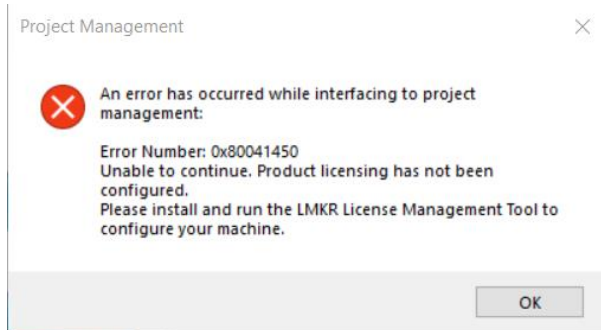 Project Management
An error has occurred while interfacing to project
management:
Error Number: 0x80041450
Unable to continue. Product licensing has not been
configured.
Please install and run the LMKR License Management Tool to
configure your machine.
OK